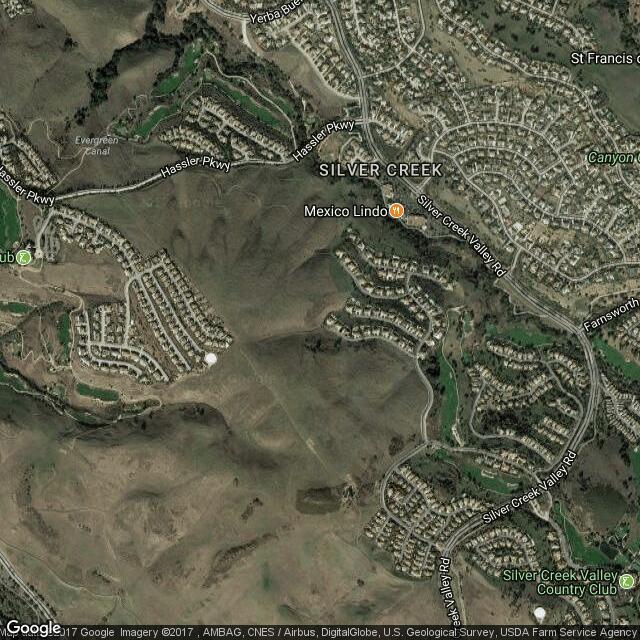 Yerba Bue
St Francis
Evergreen
Canal
Hassler Pkwy
Hassler Pkwy
Hassler Pkwy
SILVER CREEK
Canyon
Mexico Lindo
Silver Creek Valley Rd
ub
Farnsworth
Silver Creek Valley Rd
eek Valley Rd
Silver Creek Valley
Country Club
Google
2017 Google Imagery ©2017 , AMBAG, CNES / Airbus, DigitalGlobe, U.S. Geological Survey, USDA Farm Service Agency